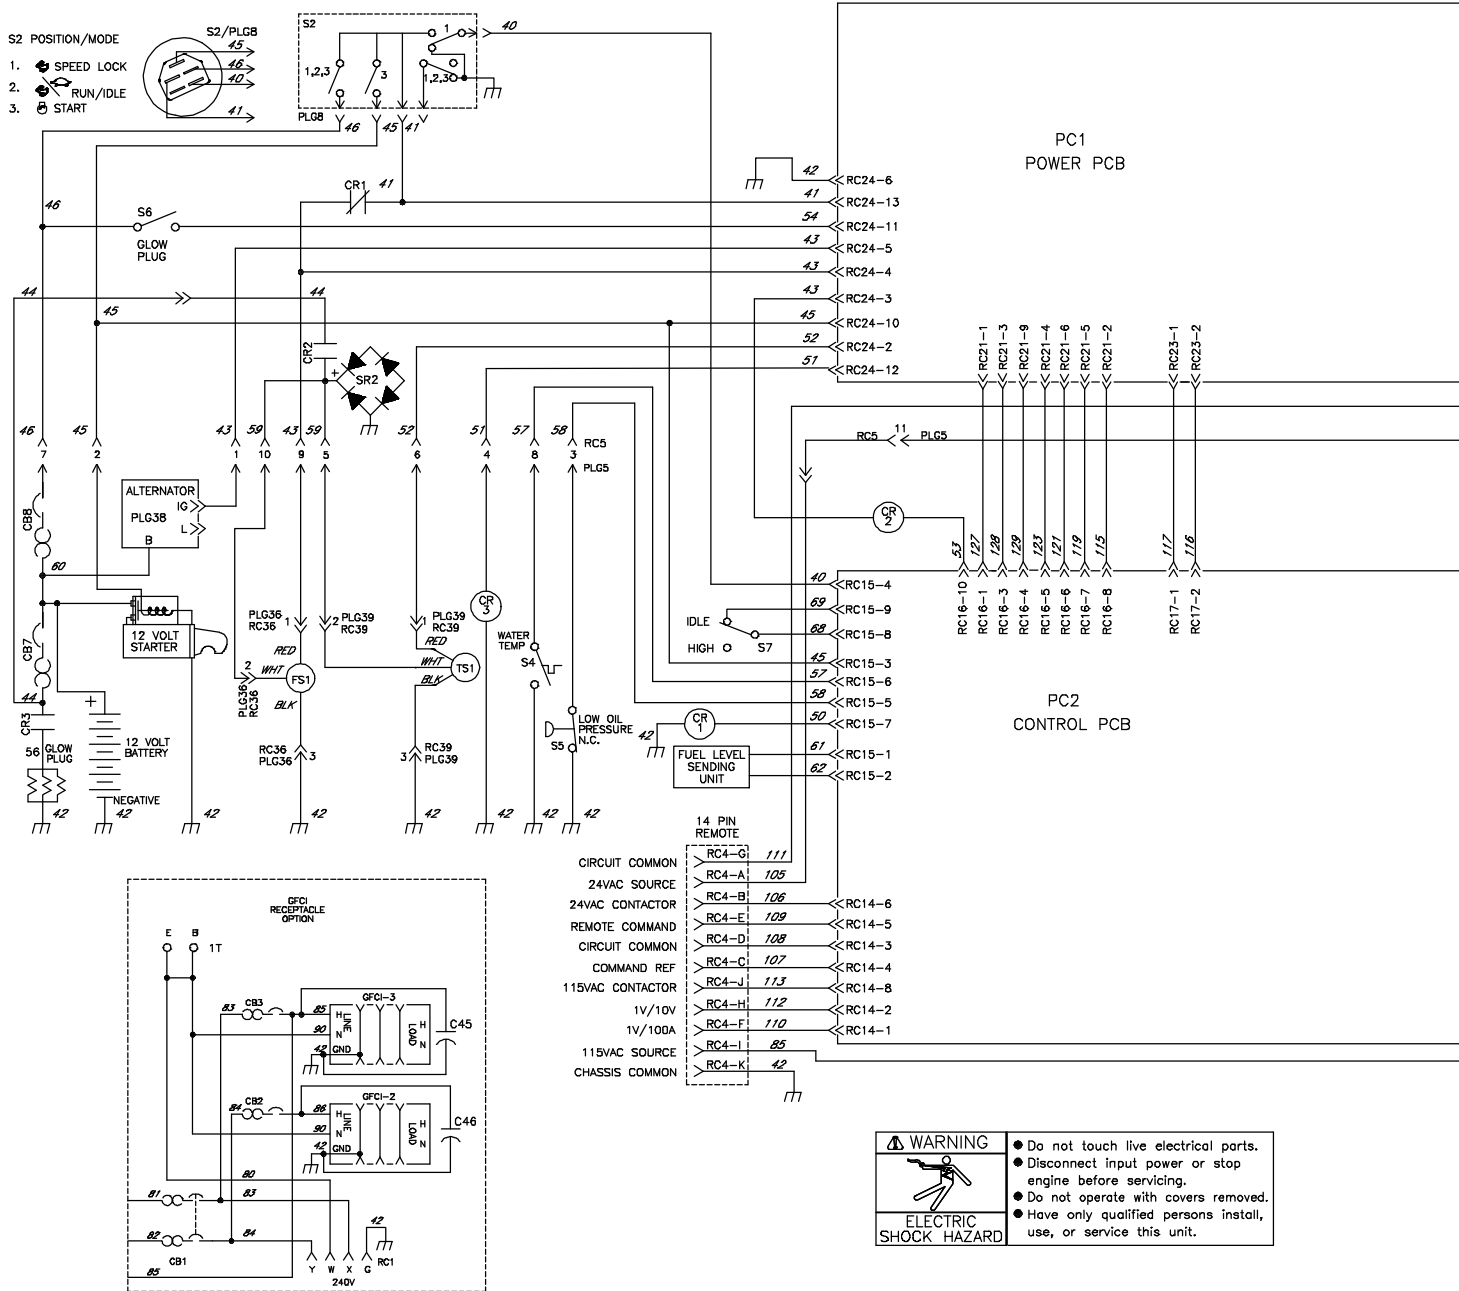 S2 POSITION/MODE
1. SPEED LOCK
2. RUN/IDLE
3. START
S2/PLG8
45
46
40
41
S2
1
40
1,2,3
3
1,2,3
PLG8
46
45
41
PC1
POWER PCB
42
RC24-6
CR1
41
41
RC24-13
46
S6
GLOW
PLUG
54
RC24-11
43
RC24-5
43
RC24-4
44
44
43
RC24-3
45
45
RC24-10
52
RC24-2
51
RC24-12
CR2
+
SR2
RC21-1
RC21-3
RC21-9
RC21-4
RC21-6
RC21-5
RC21-2
RC23-1
RC23-2
46
45
43
59
43
59
52
51
57
58
RC5
7
2
1
10
9
5
6
4
8
3
PLG5
RC5
11
PLG5
ALTERNATOR
IG
PLG38
L
B
CB8
60
CR
2
53
127
128
129
123
121
119
115
117
116
RC16-10
RC16-1
RC16-3
RC16-4
RC16-5
RC16-6
RC16-7
RC16-8
RC17-1
RC17-2
12 VOLT
STARTER
CB7
44
CR3
56
GLOW
PLUG
+
12 VOLT
BATTERY
NEGATIVE
PLG36
RC36
1
RED
2
WHT
PLG36
RC36
FS1
BLK
RC36
PLG36
3
2
PLG39
RC39
1
PLG39
RC39
RED
WHT
BLK
TS1
3
RC39
PLG39
CR
3
WATER
TEMP
S4
LOW OIL
PRESSURE
N.C.
S5
42
42
42
42
42
42
42
42
40
RC15-4
69
RC15-9
IDLE
68
RC15-8
HIGH
S7
45
RC15-3
57
RC15-6
58
RC15-5
42
CR
1
50
RC15-7
61
RC15-1
FUEL LEVEL
SENDING
UNIT
62
RC15-2
PC2
CONTROL PCB
14 PIN
REMOTE
CIRCUIT COMMON
RC4-G
111
24VAC SOURCE
RC4-A
105
24VAC CONTACTOR
RC4-B
106
RC14-6
REMOTE COMMAND
RC4-E
109
RC14-5
CIRCUIT COMMON
RC4-D
108
RC14-3
COMMAND REF
RC4-C
107
RC14-4
115VAC CONTACTOR
RC4-J
113
RC14-8
1V/10V
RC4-H
112
RC14-2
1V/100A
RC4-F
110
RC14-1
115VAC SOURCE
RC4-I
85
CHASSIS COMMON
RC4-K
42
GFCI
RECEPTACLE
OPTION
E
B
1T
83
CB3
85
GFCI-3
H
LINE
N
90
42
GND
H
LOAD
N
C45
84
CB2
86
GFCI-2
H
LINE
N
90
42
GND
H
LOAD
N
C46
80
81
83
82
84
CB1
85
42
Y
W
X
G
RC1
240V
WARNING
ELECTRIC
SHOCK HAZARD
● Do not touch live electrical parts.
● Disconnect input power or stop
engine before servicing.
● Do not operate with covers removed.
● Have only qualified persons install,
use, or service this unit.